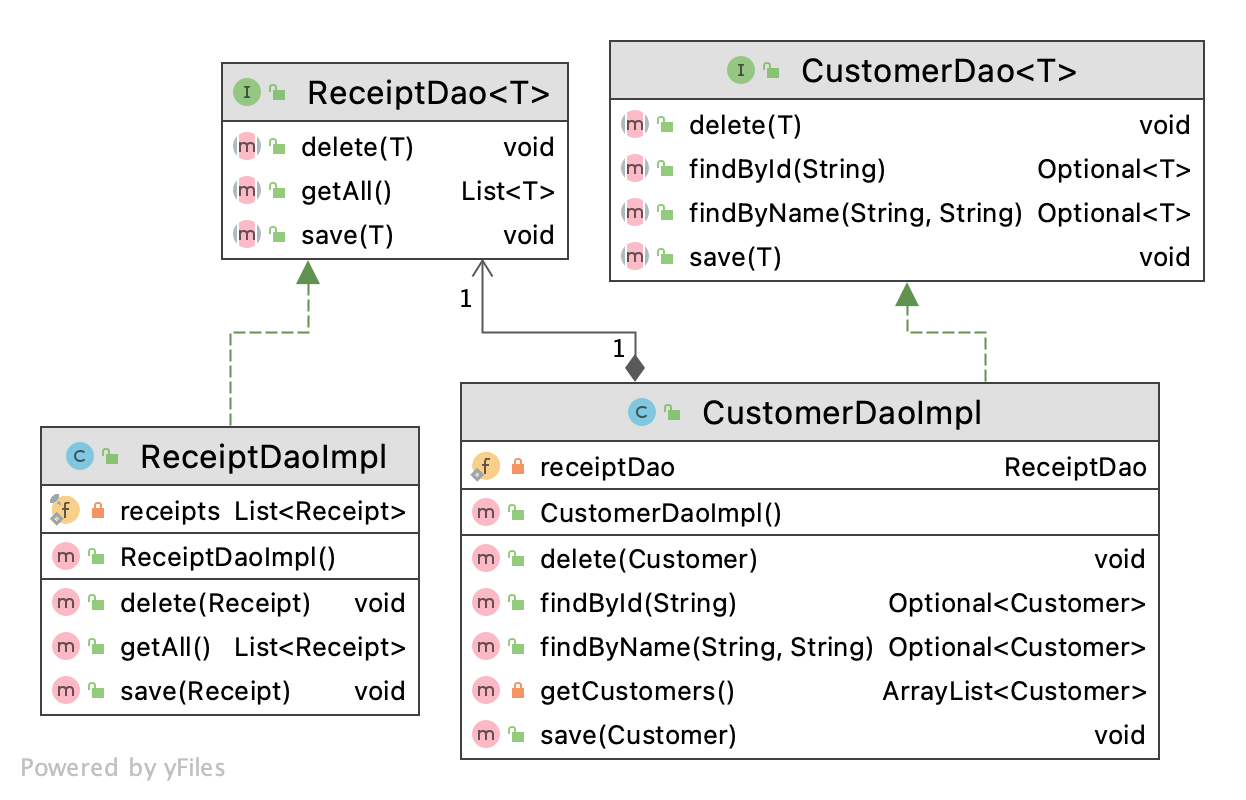 ReceiptDao<T>
delete(T) void
getAll() List<T>
save(T) void
CustomerDao<T>
delete(T) void
findById(String) Optional<T>
findByName(String, String) Optional<T>
save(T) void
1
1
ReceiptDaoImpl
receipts List<Receipt>
ReceiptDaoImpl()
delete(Receipt) void
getAll() List<Receipt>
save(Receipt) void
CustomerDaoImpl
receiptDao ReceiptDao
CustomerDaoImpl()
delete(Customer) void
findById(String) Optional<Customer>
findByName(String, String) Optional<Customer>
getCustomers() ArrayList<Customer>
save(Customer) void
Powered by yFiles